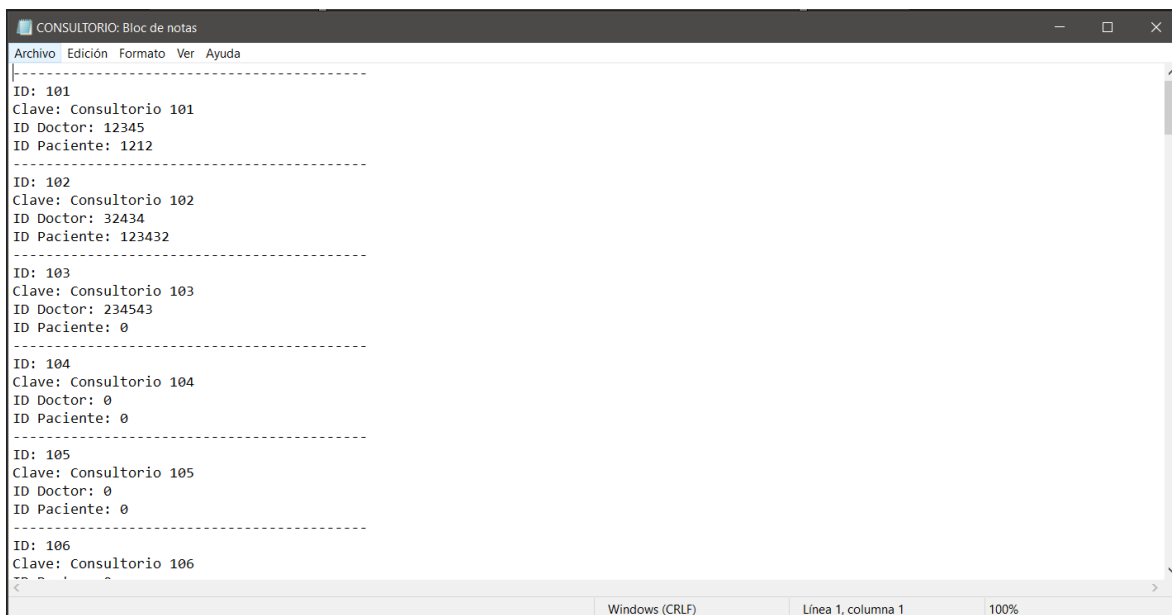 CONSULTORIO: Bloc de notas
Archivo Edición Formato Ver Ayuda
------------------------------------------
ID: 101
Clave: Consultorio 101
ID Doctor: 12345
ID Paciente: 1212
------------------------------------------
ID: 102
Clave: Consultorio 102
ID Doctor: 32434
ID Paciente: 123432
------------------------------------------
ID: 103
Clave: Consultorio 103
ID Doctor: 234543
ID Paciente: 0
------------------------------------------
ID: 104
Clave: Consultorio 104
ID Doctor: 0
ID Paciente: 0
------------------------------------------
ID: 105
Clave: Consultorio 105
ID Doctor: 0
ID Paciente: 0
------------------------------------------
ID: 106
Clave: Consultorio 106
Windows (CRLF) Línea 1, columna 1 100%